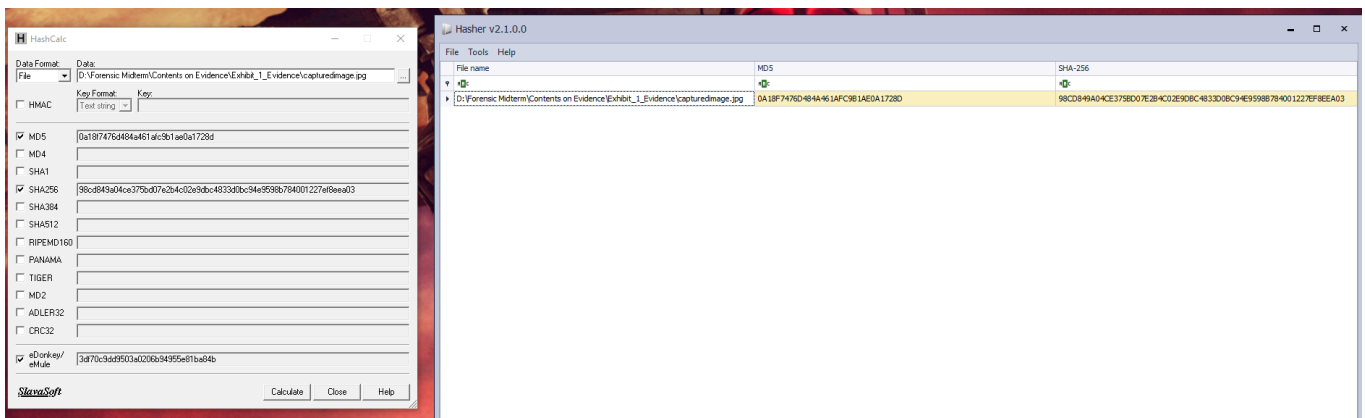 HashCalc
Data Format: Data:
File D:\Forensic Midterm\Contents on Evidence\Exhibit_1_Evidence\capturedimage.jpg ...
Key Format: Key:
HMAC Text string
MD5 0a18f7476d484a461afc9b1ae0a1728d
MD4
SHA1
SHA256 98cd849a04ce375bd07e2b4c02e9dbc4833d0bc94e9598b784001227ef8eea03
SHA384
SHA512
RIPEMD160
PANAMA
TIGER
MD2
ADLER32
CRC32
eDonkey/
eMule 3df70c9dd9503a0206b94955e81ba84b
SlavaSoft Calculate Close Help
Hasher v2.1.0.0
File Tools Help
File name MD5 SHA-256
D:\Forensic Midterm\Contents on Evidence\Exhibit_1_Evidence\capturedimage.jpg 0A18F7476D484A461AFC9B1AE0A1728D 98CD849A04CE375BD07E2B4C02E9DBC4833D0BC94E9598B784001227EF8EEA03